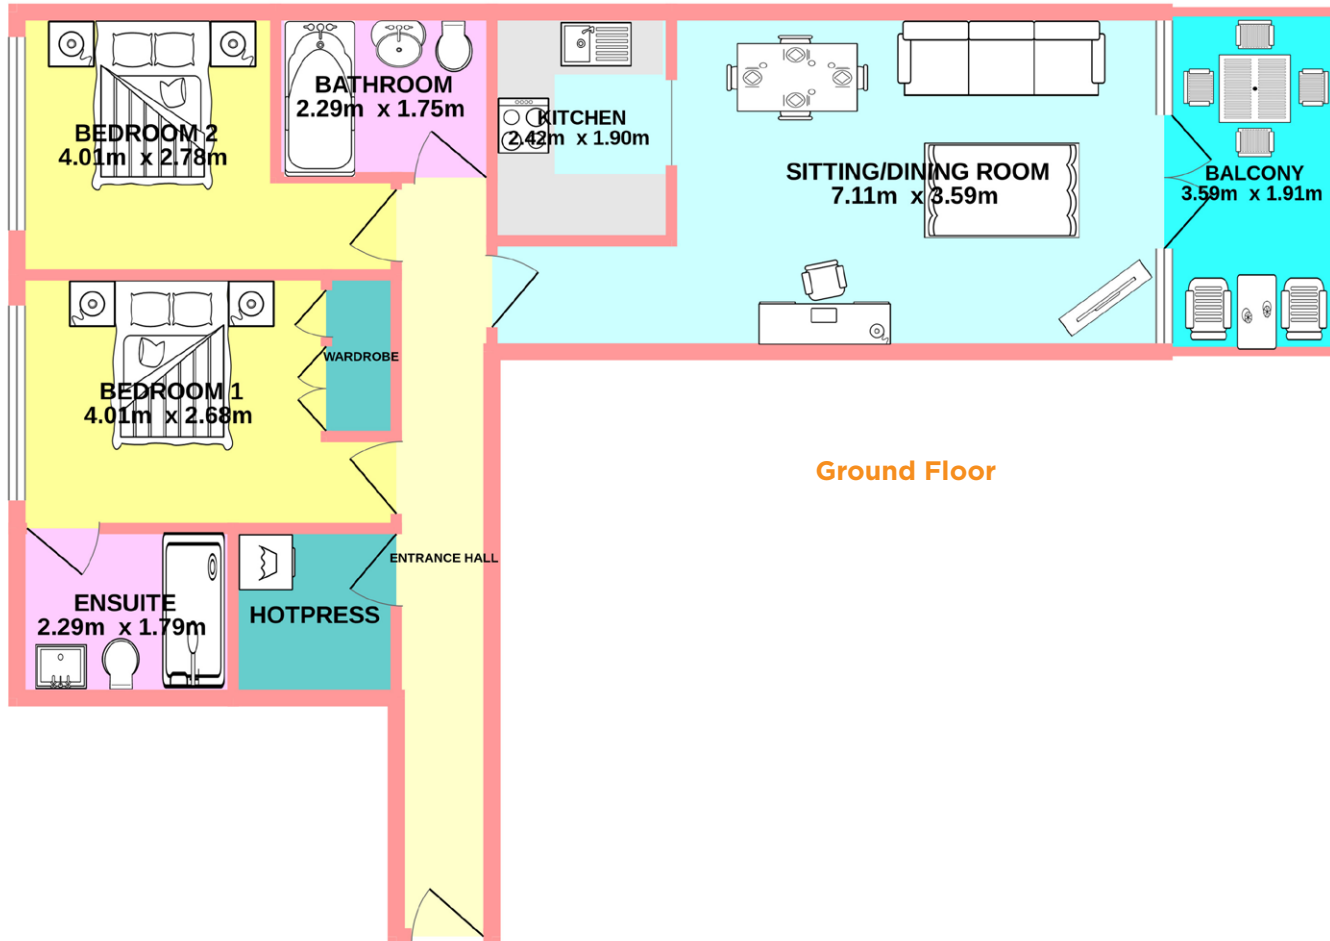 BEDROOM 2
4.01m x 2.78m
BATHROOM
2.29m x 1.75m
KITCHEN
2.42m x 1.90m
SITTING/DINING ROOM
7.11m x 3.59m
BALCONY
3.59m x 1.91m
WARDROBE
BEDROOM 1
4.01m x 2.68m
Ground Floor
ENTRANCE HALL
ENSUITE
2.29m x 1.79m
HOTPRESS